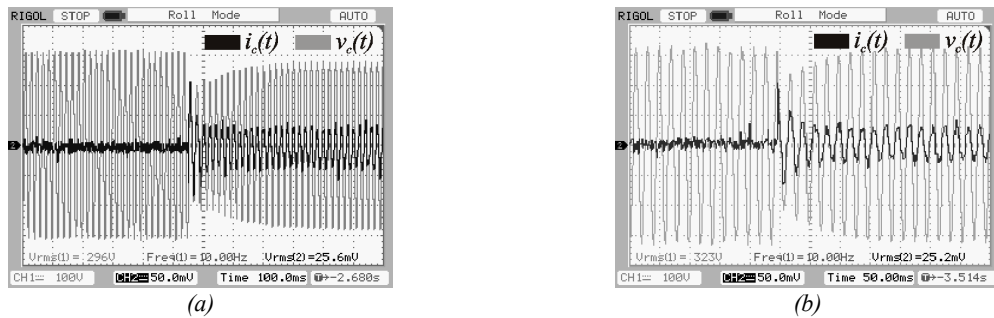 RIGOL STOP Roll Mode AUTO
i_c(t) v_c(t)
2
Vrms(1) = 296V Freq(1) = 10.00Hz Vrms(2)=25.6mV
CH1 100V CH2 50.0mV Time 100.0ms T→-2.680s
(a)
RIGOL STOP Roll Mode AUTO
i_c(t) v_c(t)
2
Vrms(1) = 323V Freq(1) = 10.00Hz Vrms(2)=25.2mV
CH1 100V CH2 50.0mV Time 50.00ms T→-3.514s
(b)